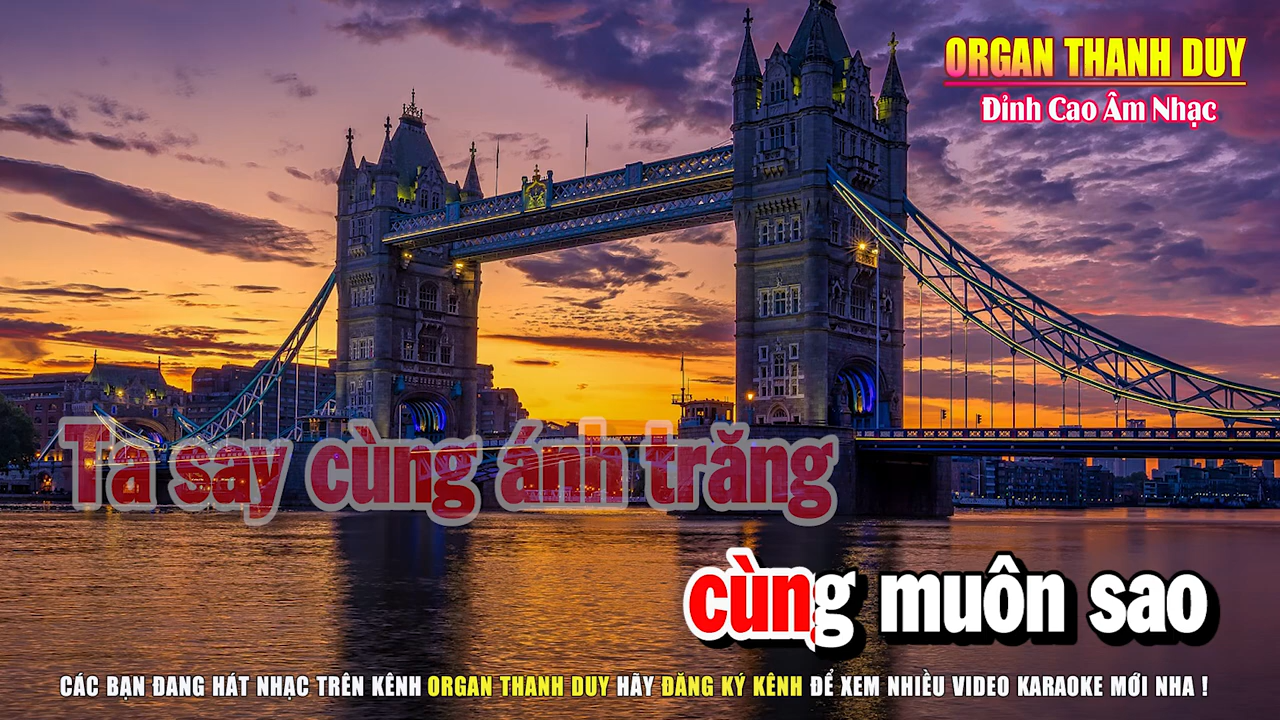 ORGAN THANH DUY
Đỉnh Cao Âm Nhạc
Ta say cùng ánh trăng
cùng muôn sao
CÁC BẠN ĐANG HÁT NHẠC TRÊN KÊNH ORGAN THANH DUY HÃY ĐĂNG KÝ KÊNH ĐỂ XEM NHIỀU VIDEO KARAOKE MỚI NHA !